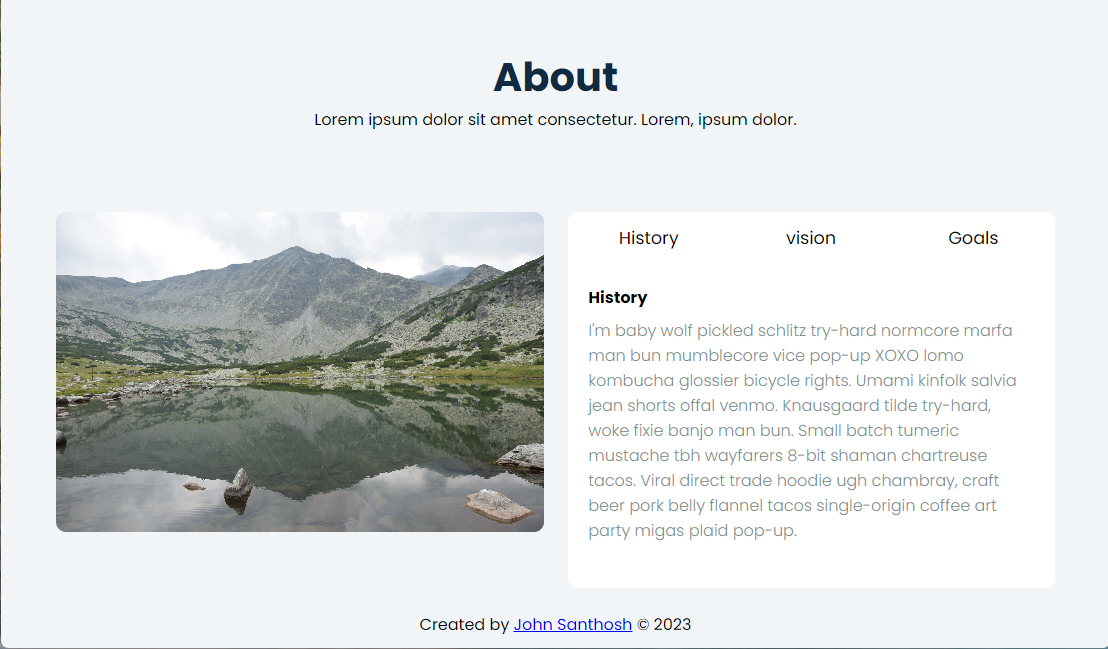 About
Lorem ipsum dolor sit amet consectetur. Lorem, ipsum dolor.
History
vision
Goals
History
I'm baby wolf pickled schlitz try-hard normcore marfa
man bun mumblecore vice pop-up XOXO lomo
kombucha glossier bicycle rights. Umami kinfolk salvia
jean shorts offal venmo. Knausgaard tilde try-hard,
woke fixie banjo man bun. Small batch tumeric
mustache tbh wayfarers 8-bit shaman chartreuse
tacos. Viral direct trade hoodie ugh chambray, craft
beer pork belly flannel tacos single-origin coffee art
party migas plaid pop-up.
Created by John Santhosh © 2023